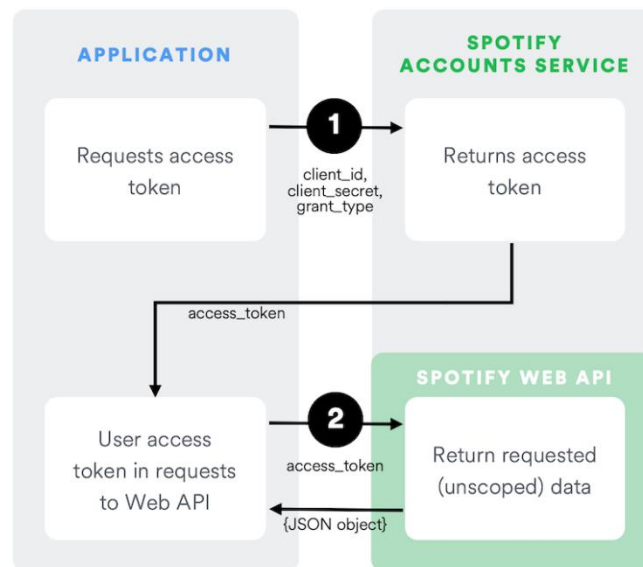 APPLICATION
SPOTIFY
ACCOUNTS SERVICE
Requests access
token
1
client_id,
client_secret,
grant_type
Returns access
token
access_token
SPOTIFY WEB API
User access
token in requests
to Web API
2
access_token
{JSON object}
Return requested
(unscoped) data